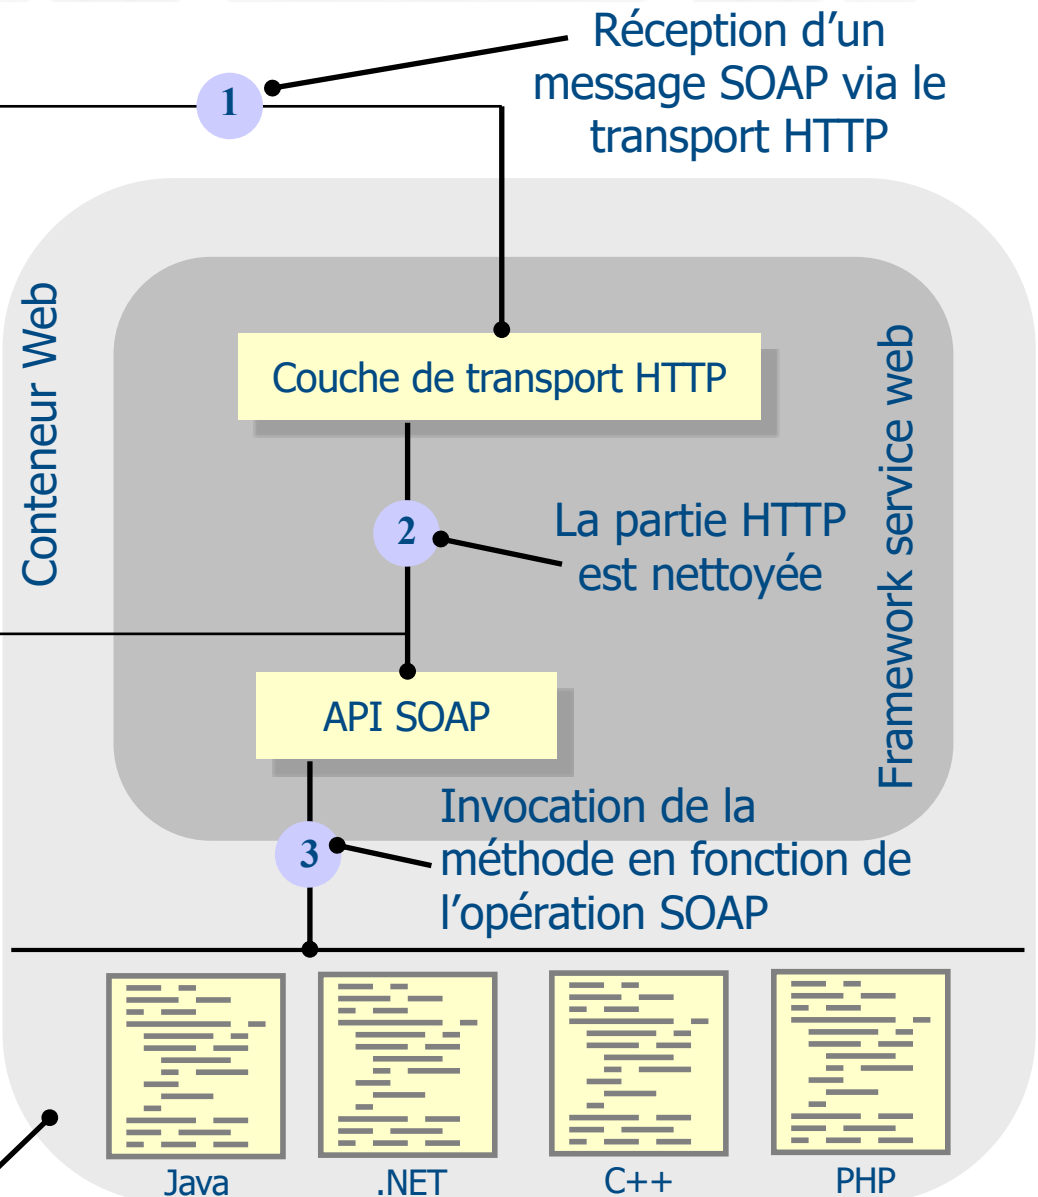 Réception d’un
message SOAP via le
transport HTTP
1
Conteneur Web
Framework service web
Couche de transport HTTP
2
La partie HTTP
est nettoyée
API SOAP
Invocation de la
méthode en fonction de
l’opération SOAP
3
Java
.NET
C++
PHP